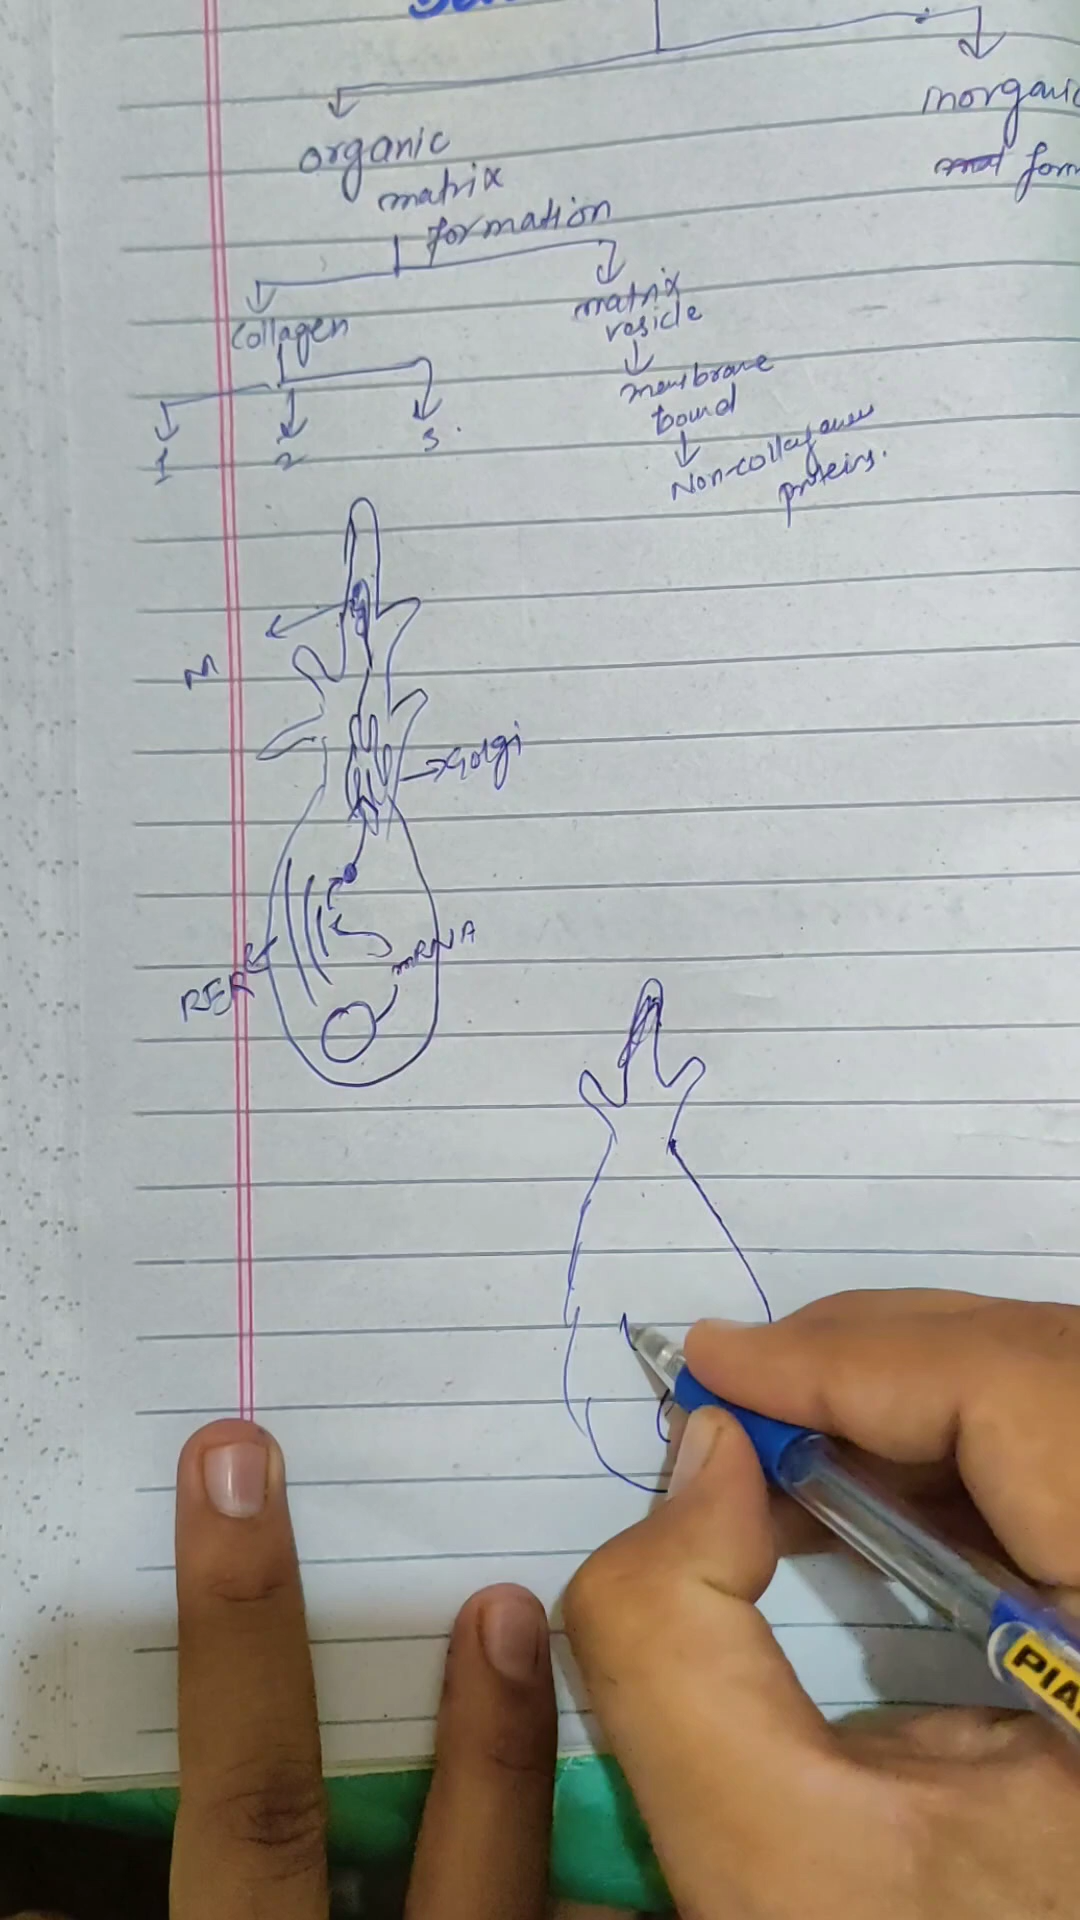 organic
matrix
formation
inorganic
form
Collagen
1 2 3.
matrix
vesicle
membrane
bound
Non-collagenous
proteins.
M
Golgi
mRNA
RER
PIA